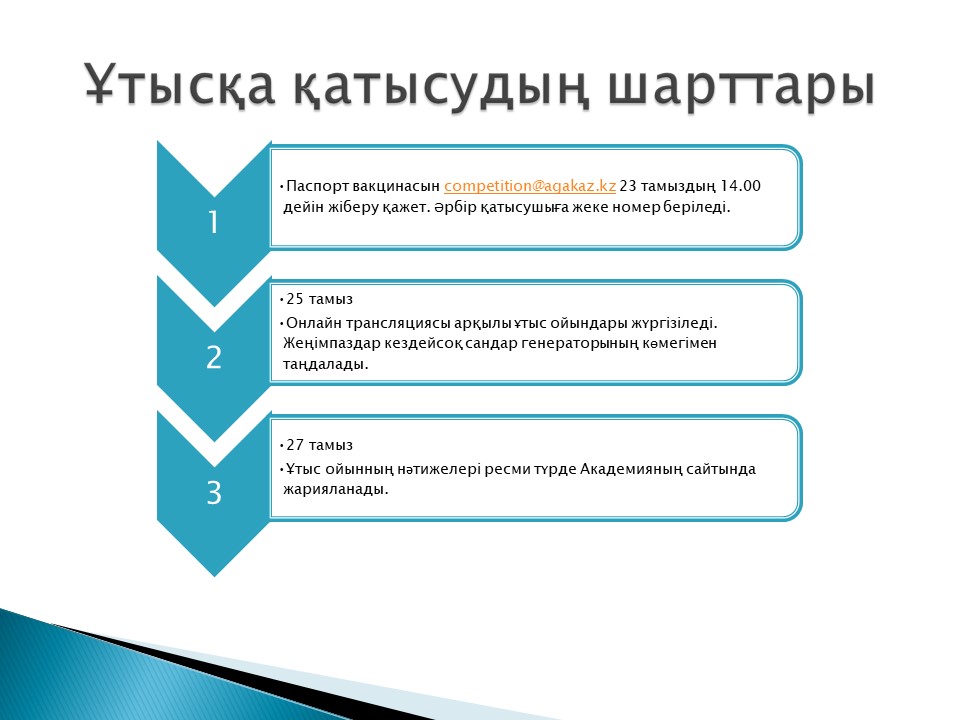 Ұтысқа қатысудың шарттары
1
•Паспорт вакцинасын competition@agakaz.kz 23 тамыздың 14.00
дейін жіберу қажет. Әрбір қатысушыға жеке номер беріледі.
2
•25 тамыз
•Онлайн трансляциясы арқылы ұтыс ойындары жүргізіледі.
Жеңімпаздар кездейсоқ сандар генераторының көмегімен
таңдалады.
3
•27 тамыз
•Ұтыс ойынның нәтижелері ресми түрде Академияның сайтында
жарияланады.